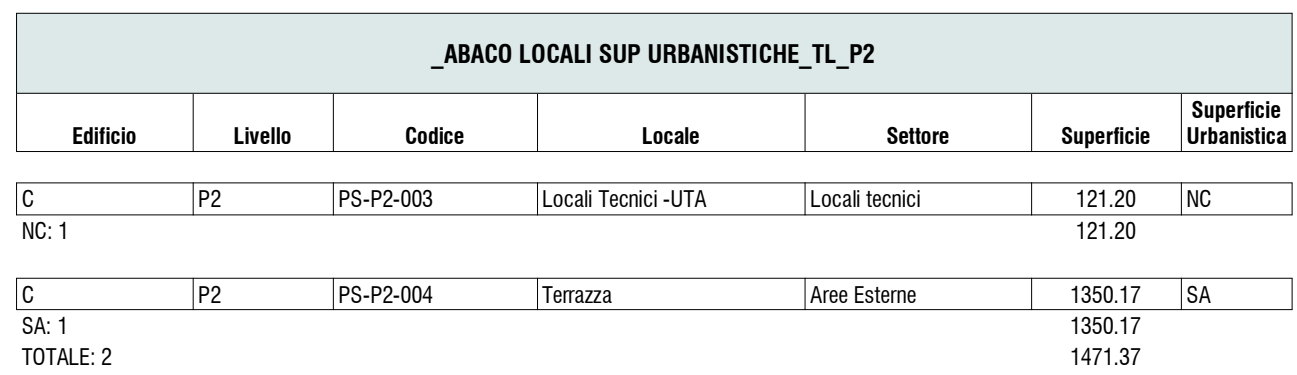 _ABACO LOCALI SUP URBANISTICHE_TL_P2
Edificio Livello Codice Locale Settore Superficie Superficie Urbanistica
C P2 PS-P2-003 Locali Tecnici -UTA Locali tecnici 121.20 NC
NC: 1 121.20
C P2 PS-P2-004 Terrazza Aree Esterne 1350.17 SA
SA: 1 1350.17
TOTALE: 2 1471.37